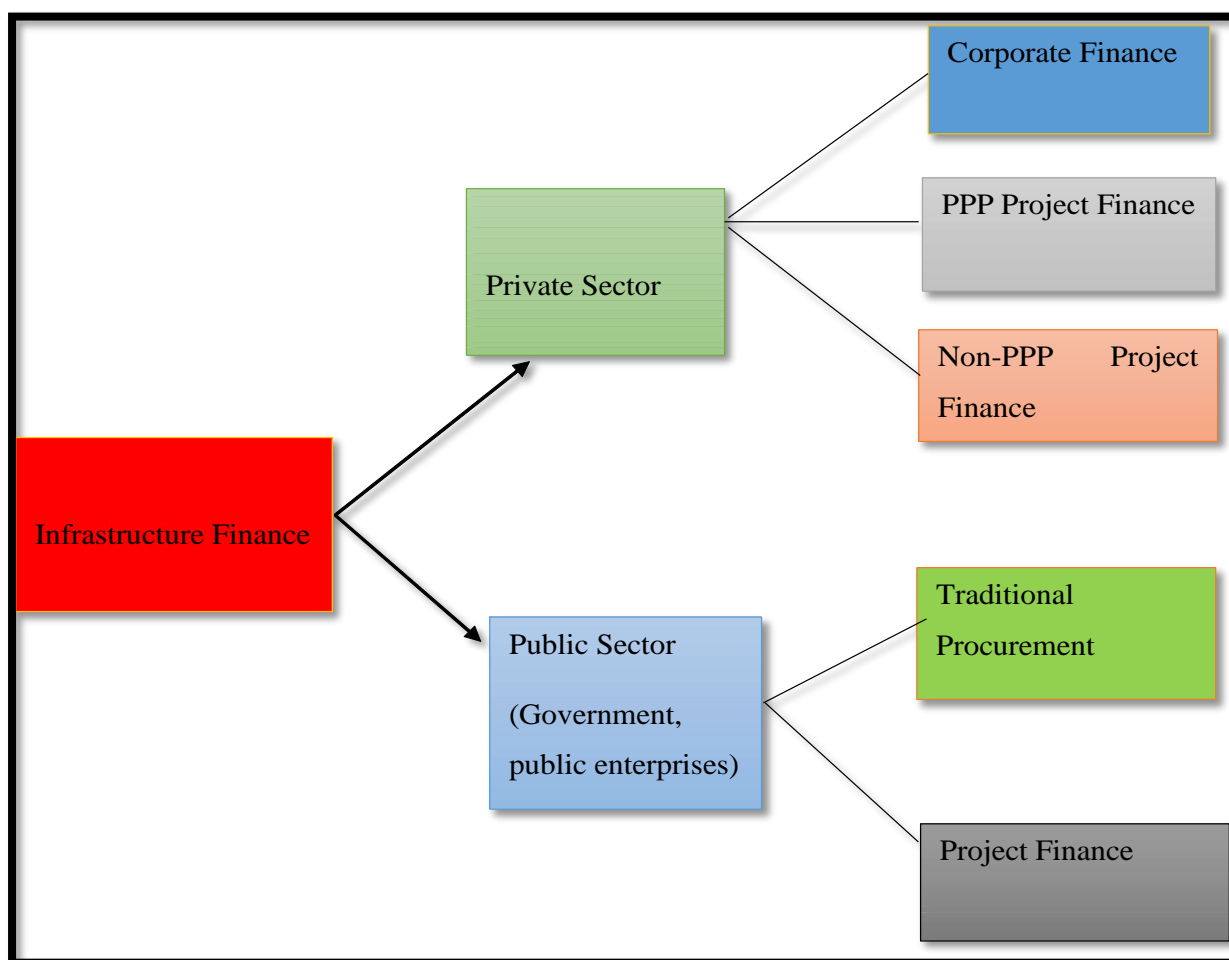 Corporate Finance
PPP Project Finance
Private Sector
Non-PPP Project
Finance
Infrastructure Finance
Traditional
Procurement
Public Sector
(Government,
public enterprises)
Project Finance